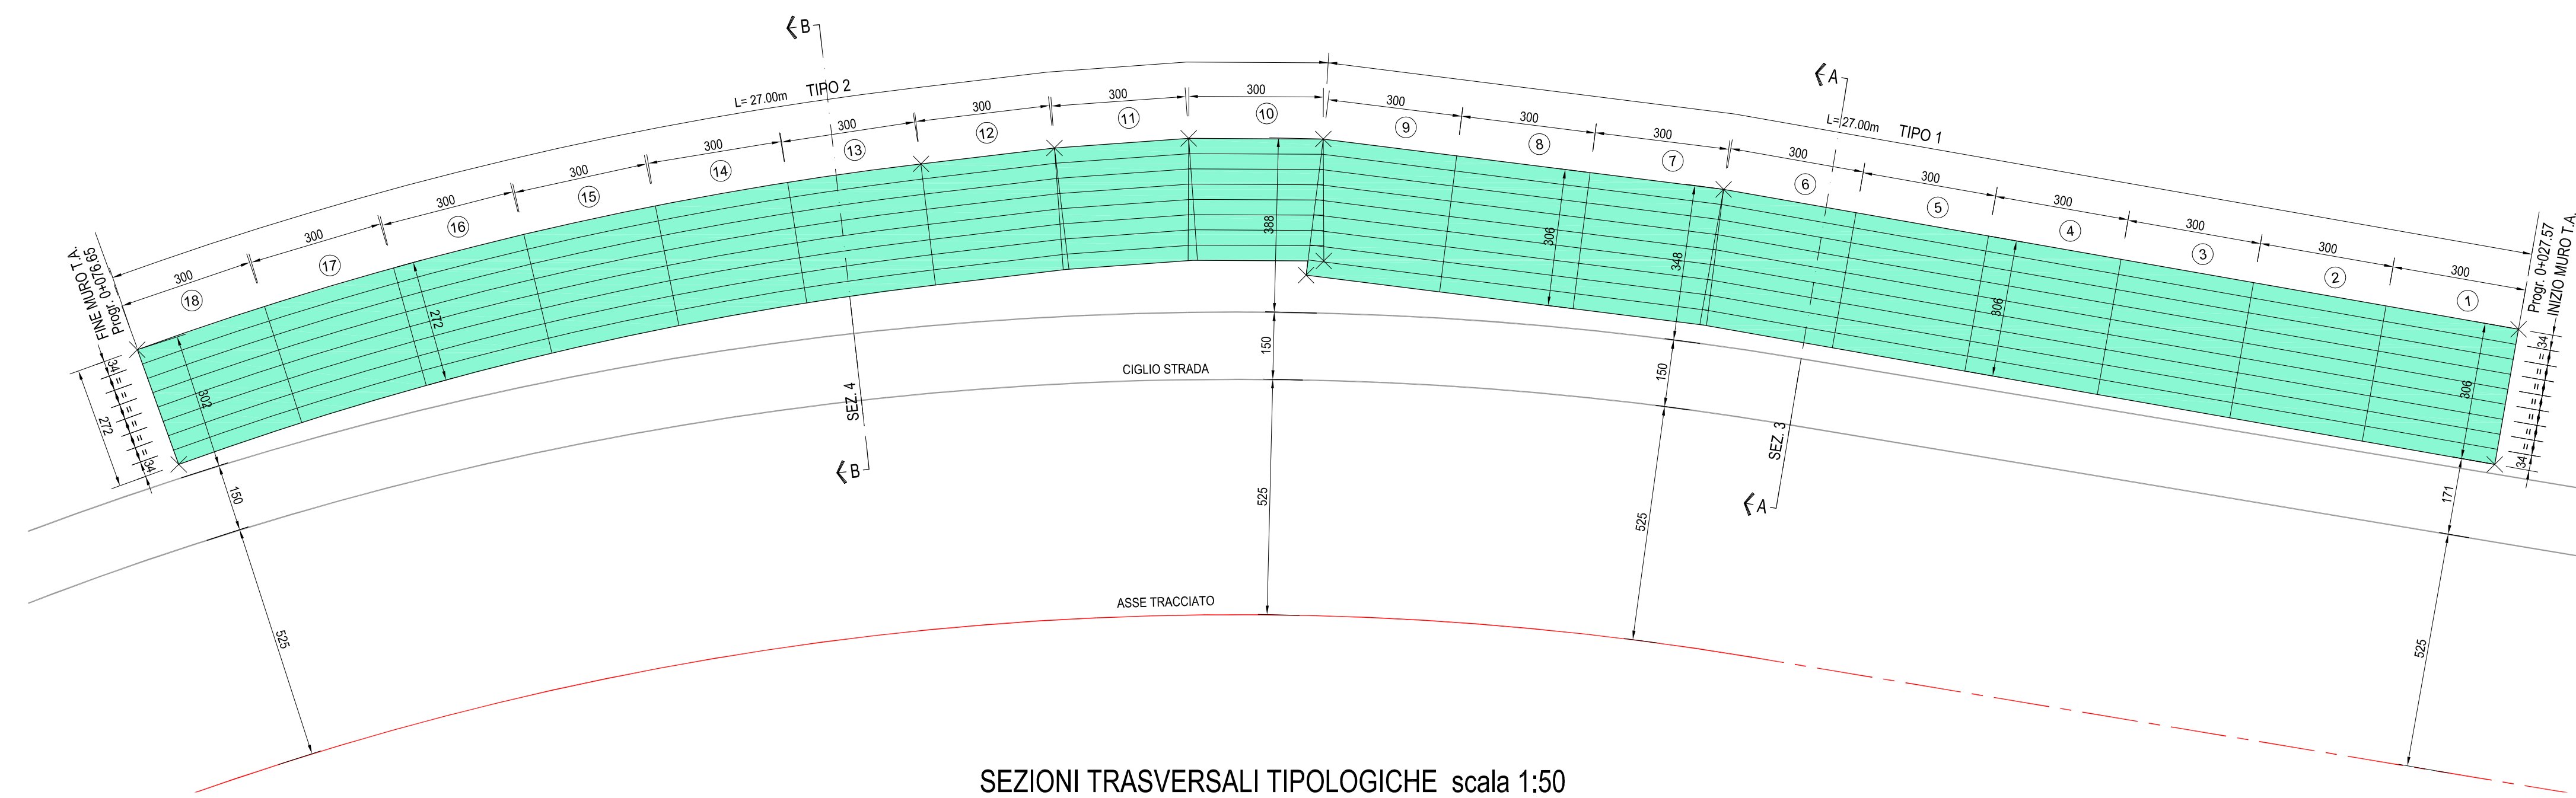 B
L= 27.00m TIPO 2
A
L= 27.00m TIPO 1
300 300 300 300 300 300 300 300 300 300 300 300 300 300 300 300 300 300
18 17 16 15 14 13 12 11 10 9 8 7 6 5 4 3 2 1
FINE MURO T.A.
Progr. 0+076.65
Progr. 0+027.57
INIZIO MURO T.A.
34 = = = = = = 34
272
302
272
388
306
348
306
306
34 = = = = = = = 34
150
150
150
171
CIGLIO STRADA
SEZ. 4
SEZ. 3
B
A
525
525
525
525
ASSE TRACCIATO
SEZIONI TRASVERSALI TIPOLOGICHE scala 1:50